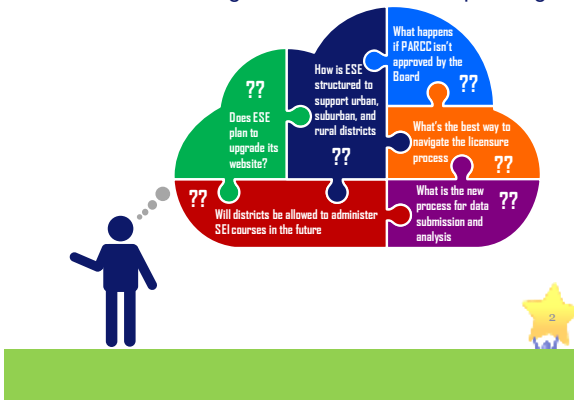 What happens
if PARCC isn't
approved by the
Board
??
How is ESE
structured to
support urban,
suburban, and
rural districts
??
??
Does ESE
plan to
upgrade its
website?
What's the best way to
navigate the licensure
process
??
??
Will districts be allowed to administer
SEI courses in the future
What is the new
process for data
submission and
analysis
??
2